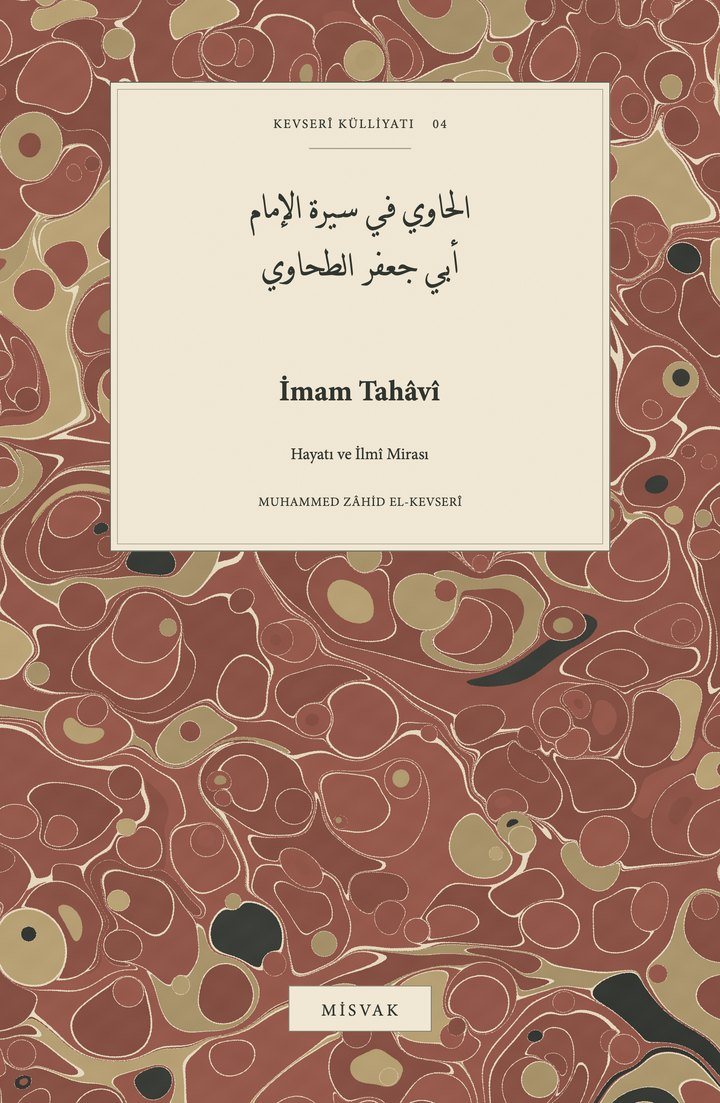 KEVSERÎ KÜLLİYATI 04
الحاوي في سيرة الإمام
أبي جعفر الطحاوي
İmam Tahâvî
Hayatı ve İlmî Mirası
MUHAMMED ZÂHİD EL-KEVSERÎ
MİSVAK